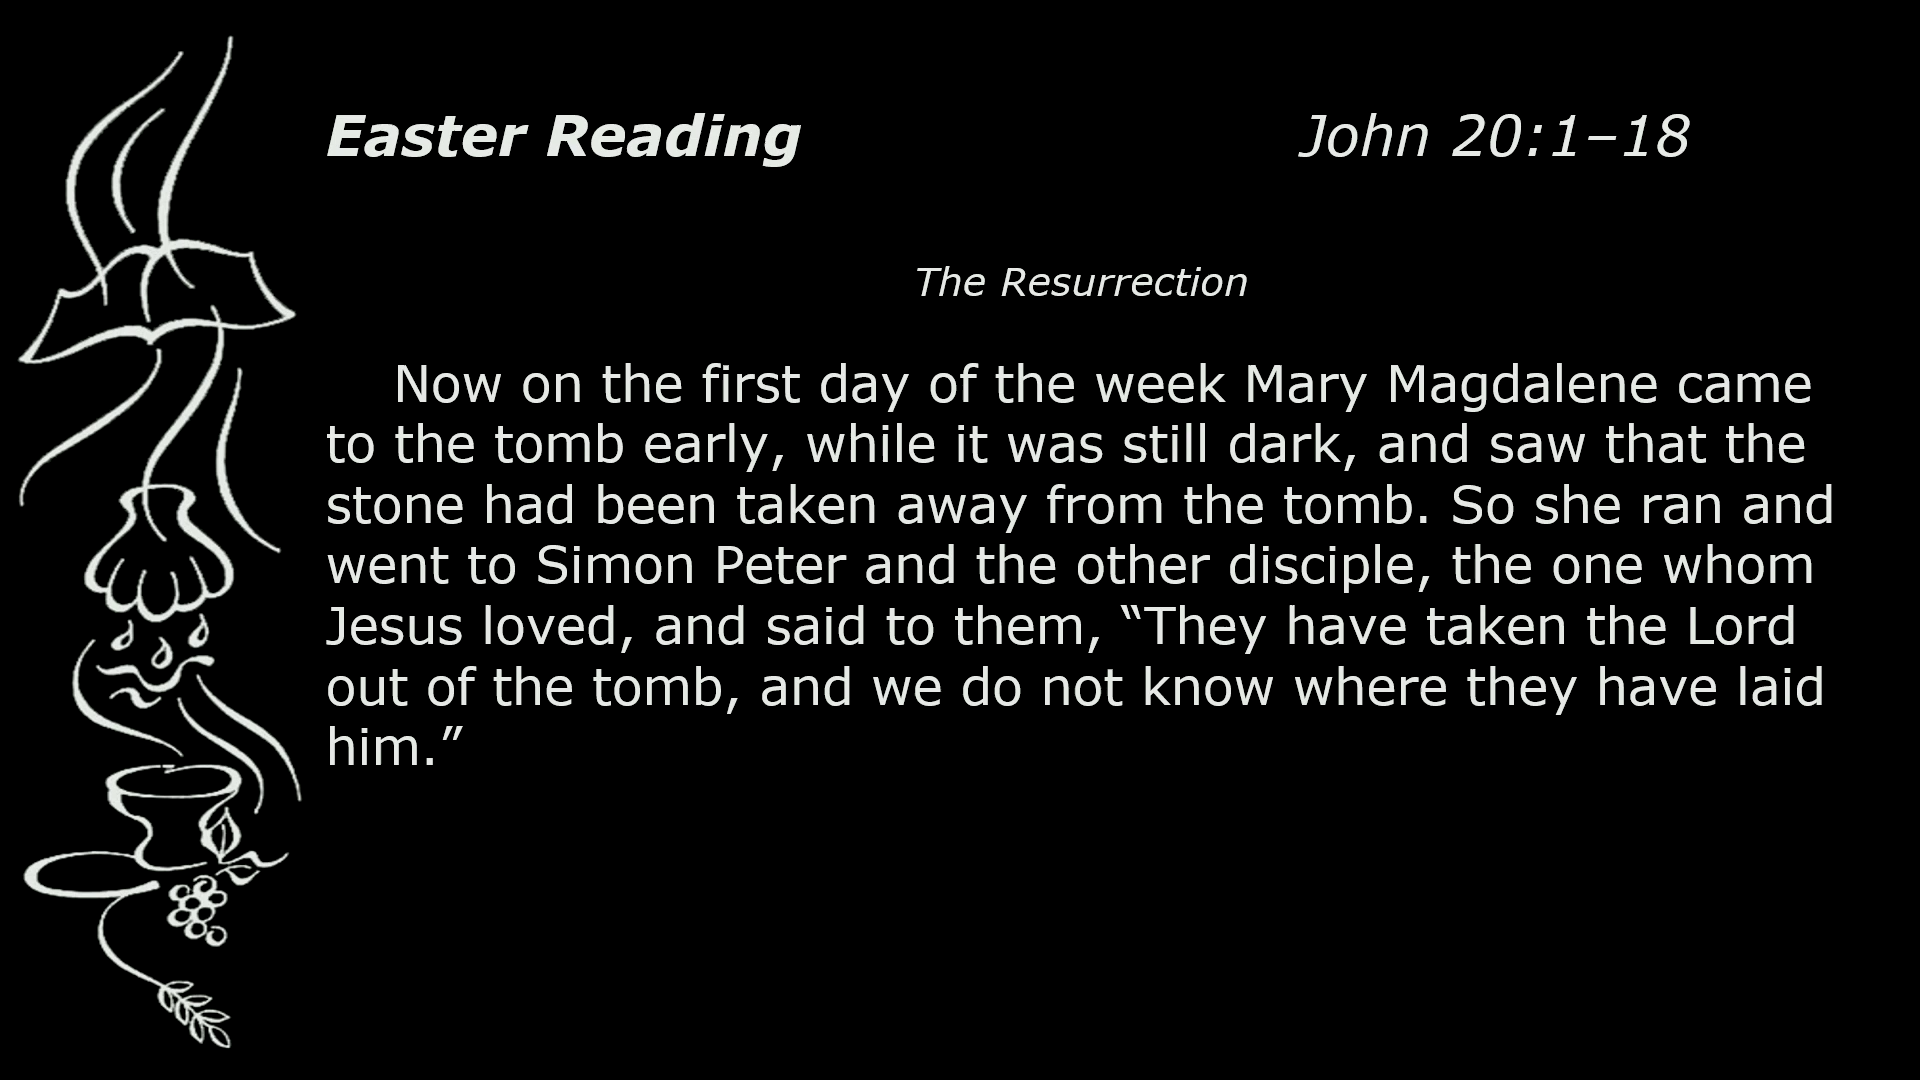 Easter Reading John 20:1–18
The Resurrection
Now on the first day of the week Mary Magdalene came
to the tomb early, while it was still dark, and saw that the
stone had been taken away from the tomb. So she ran and
went to Simon Peter and the other disciple, the one whom
Jesus loved, and said to them, “They have taken the Lord
out of the tomb, and we do not know where they have laid
him.”